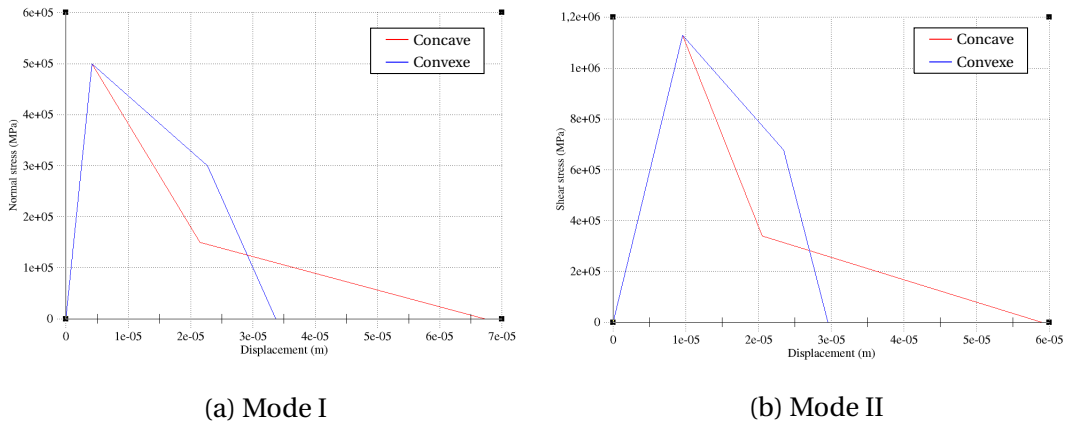 6e+05
5e+05
4e+05
3e+05
2e+05
1e+05
0
Normal stress (MPa)
Concave
Convexe
0 1e-05 2e-05 3e-05 4e-05 5e-05 6e-05 7e-05
Displacement (m)
(a) Mode I
1,2e+06
1e+06
8e+05
6e+05
4e+05
2e+05
0
Shear stress (MPa)
Concave
Convexe
0 1e-05 2e-05 3e-05 4e-05 5e-05 6e-05
Displacement (m)
(b) Mode II